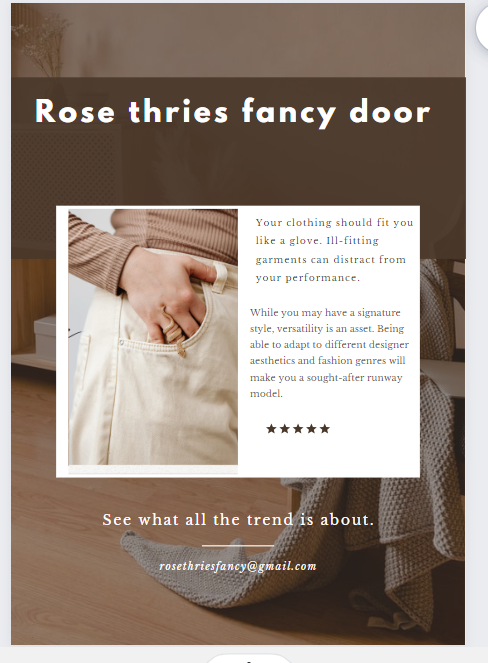 Rose thries fancy door
Your clothing should fit you
like a glove. Ill-fitting
garments can distract from
your performance.
While you may have a signature
style, versatility is an asset. Being
able to adapt to different designer
aesthetics and fashion genres will
make you a sought-after runway
model.
See what all the trend is about.
rosethriesfancy@gmail.com